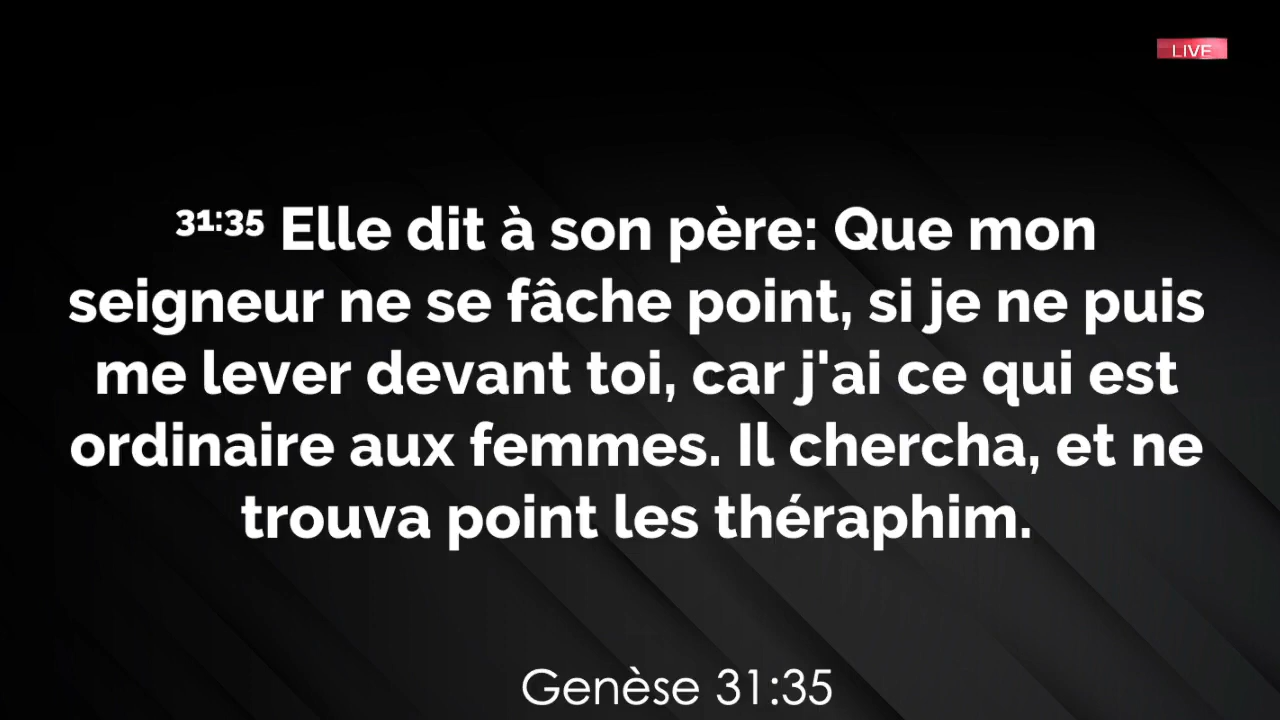 LIVE
31:35 Elle dit à son père: Que mon
seigneur ne se fâche point, si je ne puis
me lever devant toi, car j'ai ce qui est
ordinaire aux femmes. Il chercha, et ne
trouva point les théraphim.
Genèse 31:35